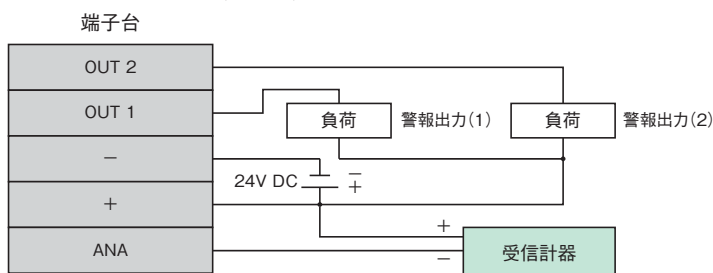 端子台
OUT 2
OUT 1
負荷
警報出力(1)
負荷
警報出力(2)
−
24V DC
−
+
+
ANA
+
−
受信計器